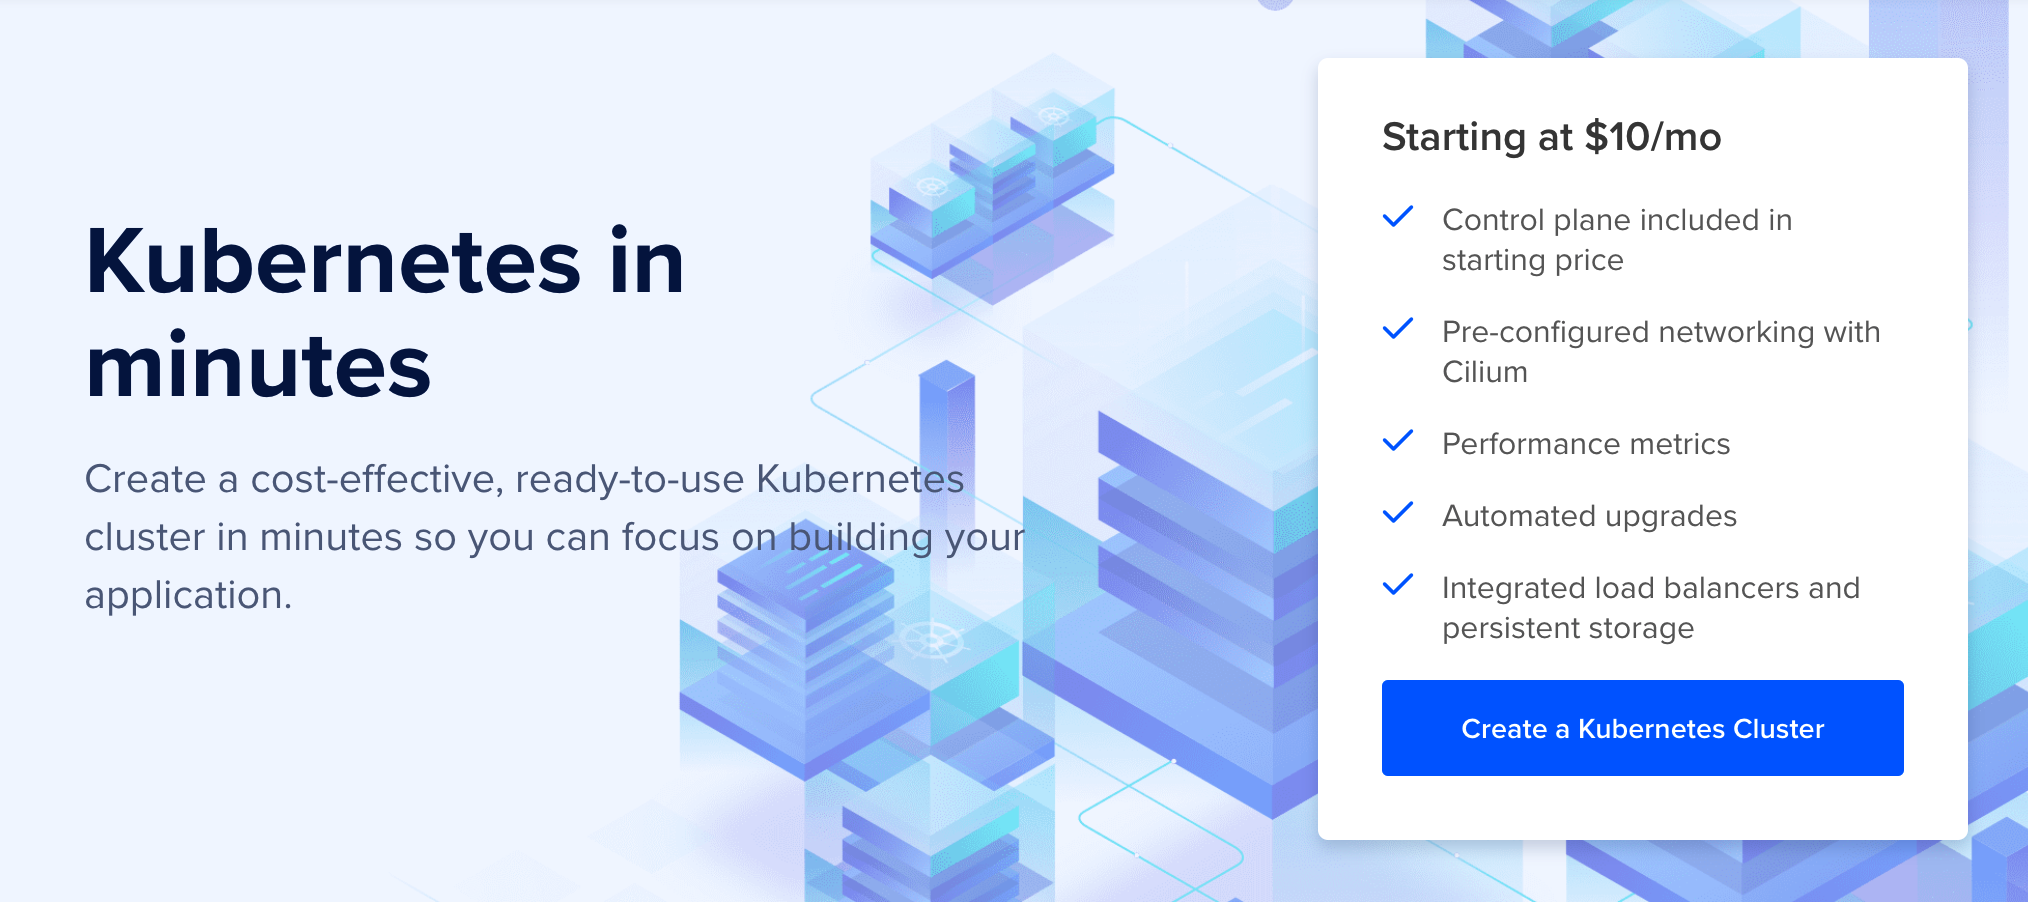 Kubernetes in
minutes
Create a cost-effective, ready-to-use Kubernetes
cluster in minutes so you can focus on building your
application.
Starting at $10/mo
Control plane included in
starting price
Pre-configured networking with
Cilium
Performance metrics
Automated upgrades
Integrated load balancers and
persistent storage
Create a Kubernetes Cluster